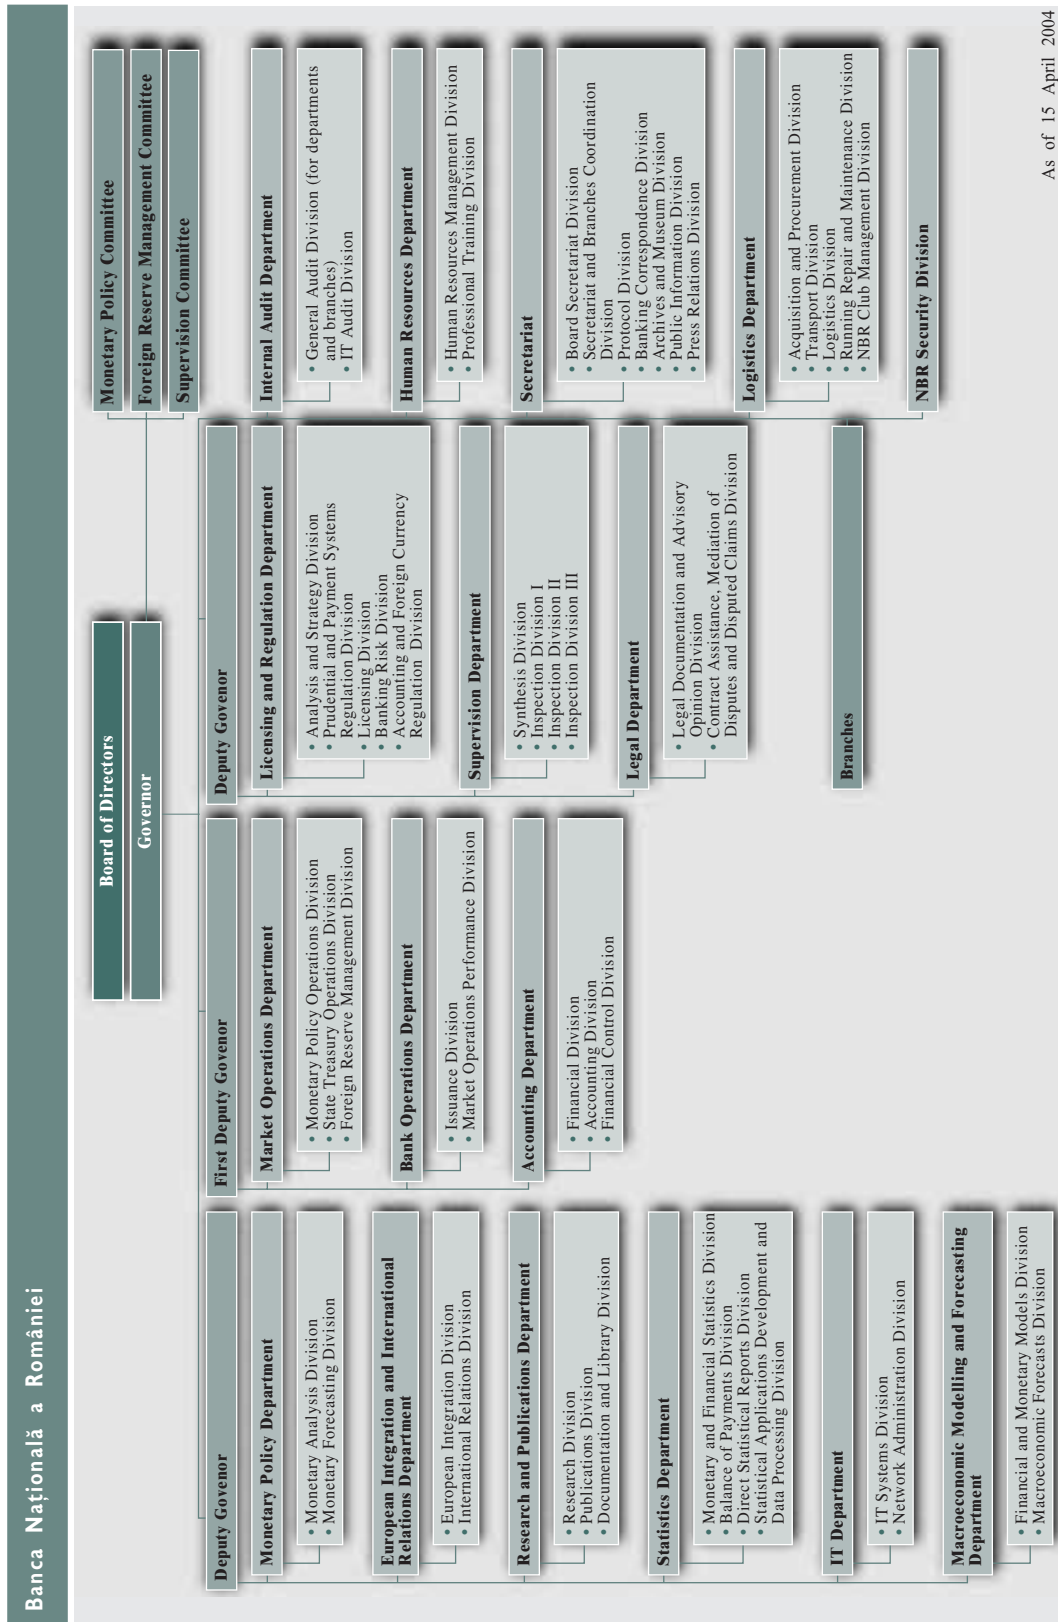 Banca Națională a României
Board of Directors
Governor
Monetary Policy Committee
Foreign Reserve Management Committee
Supervision Committee
Deputy Govenor
Monetary Policy Department
• Monetary Analysis Division
• Monetary Forecasting Division
European Integration and International
Relations Department
• European Integration Division
• International Relations Division
Research and Publications Department
• Research Division
• Publications Division
• Documentation and Library Division
Statistics Department
• Monetary and Financial Statistics Division
• Balance of Payments Division
• Direct Statistical Reports Division
• Statistical Applications Development and
Data Processing Division
IT Department
• IT Systems Division
• Network Administration Division
Macroeconomic Modelling and Forecasting
Department
• Financial and Monetary Models Division
• Macroeconomic Forecasts Division
First Deputy Govenor
Market Operations Department
• Monetary Policy Operations Division
• State Treasury Operations Division
• Foreign Reserve Management Division
Bank Operations Department
• Issuance Division
• Market Operations Performance Division
Accounting Department
• Financial Division
• Accounting Division
• Financial Control Division
Deputy Govenor
Licensing and Regulation Department
• Analysis and Strategy Division
• Prudential and Payment Systems
Regulation Division
• Licensing Division
• Banking Risk Division
• Accounting and Foreign Currency
Regulation Division
Supervision Department
• Synthesis Division
• Inspection Division I
• Inspection Division II
• Inspection Division III
Legal Department
• Legal Documentation and Advisory
Opinion Division
• Contract Assistance, Mediation of
Disputes and Disputed Claims Division
Branches
Internal Audit Department
• General Audit Division (for departments
and branches)
• IT Audit Division
Human Resources Department
• Human Resources Management Division
• Professional Training Division
Secretariat
• Board Secretariat Division
• Secretariat and Branches Coordination
Division
• Protocol Division
• Banking Correspondence Division
• Archives and Museum Division
• Public Information Division
• Press Relations Division
Logistics Department
• Acquisition and Procurement Division
• Transport Division
• Logistics Division
• Running Repair and Maintenance Division
• NBR Club Management Division
NBR Security Division
As of 15 April 2004